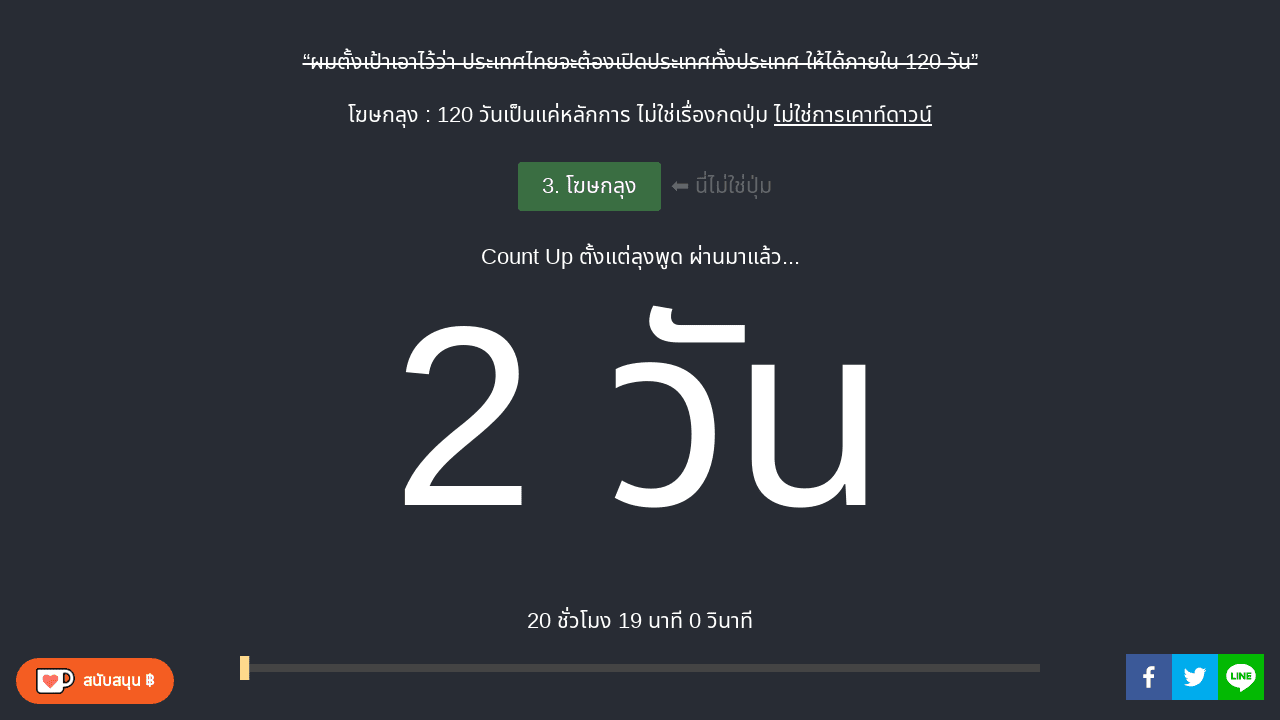 “ผมตั้งเป้าเอาไว้ว่า ประเทศไทยจะต้องเปิดประเทศทั้งประเทศ ให้ได้ภายใน 120 วัน”
โฆษกลุง : 120 วันเป็นแค่หลักการ ไม่ใช่เรื่องกดปุ่ม ไม่ใช่การเคาท์ดาวน์
3. โฆษกลุง ⬅ นี่ไม่ใช่ปุ่ม
Count Up ตั้งแต่ลุงพูด ผ่านมาแล้ว...
2 วัน
20 ชั่วโมง 19 นาที 0 วินาที
สนับสนุน ฿
LINE